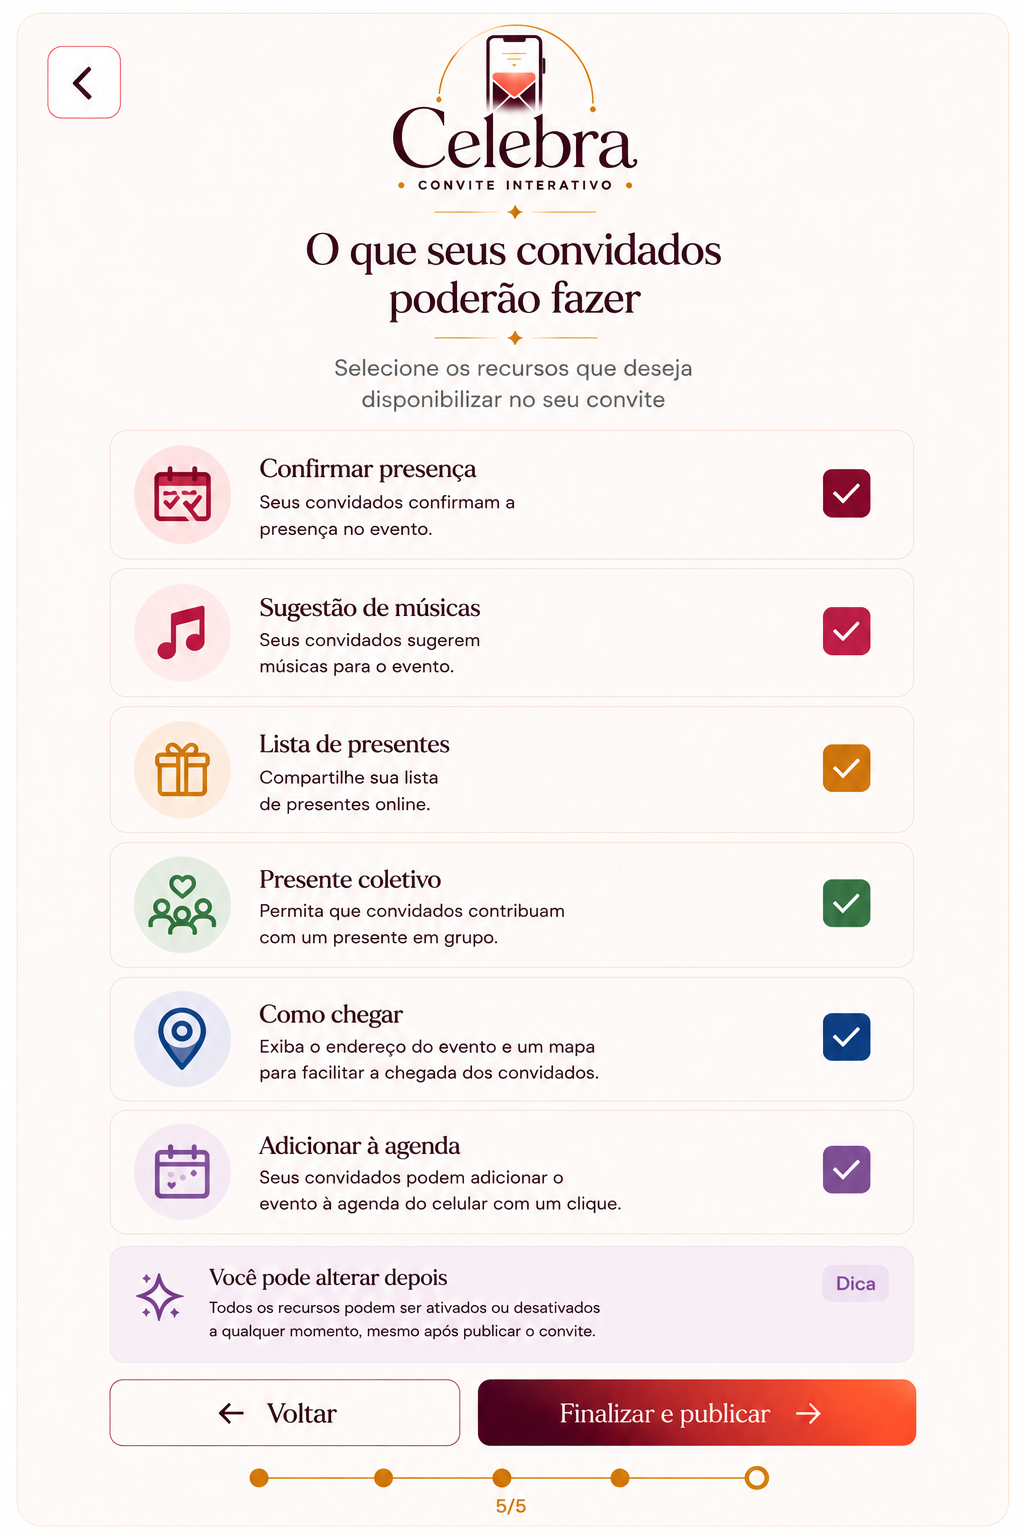 Celebra
• CONVITE INTERATIVO •
O que seus convidados
poderão fazer
Selecione os recursos que deseja
disponibilizar no seu convite
Confirmar presença
Seus convidados confirmam a
presença no evento.
Sugestão de músicas
Seus convidados sugerem
músicas para o evento.
Lista de presentes
Compartilhe sua lista
de presentes online.
Presente coletivo
Permita que convidados contribuam
com um presente em grupo.
Como chegar
Exiba o endereço do evento e um mapa
para facilitar a chegada dos convidados.
Adicionar à agenda
Seus convidados podem adicionar o
evento à agenda do celular com um clique.
Você pode alterar depois
Dica
Todos os recursos podem ser ativados ou desativados
a qualquer momento, mesmo após publicar o convite.
← Voltar
Finalizar e publicar →
5/5